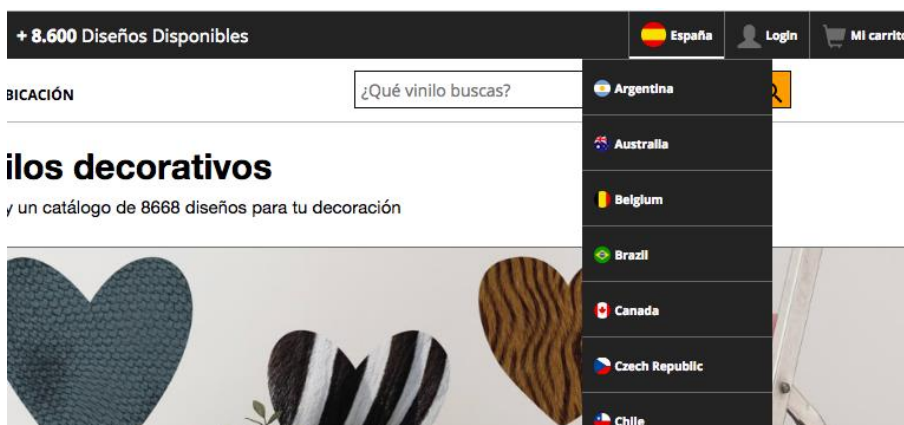 + 8.600 Diseños Disponibles
España
Login
Mi carrito
BICACIÓN
¿Qué vinilo buscas?
ilos decorativos
y un catálogo de 8668 diseños para tu decoración
Argentina
Australia
Belgium
Brazil
Canada
Czech Republic
Chile